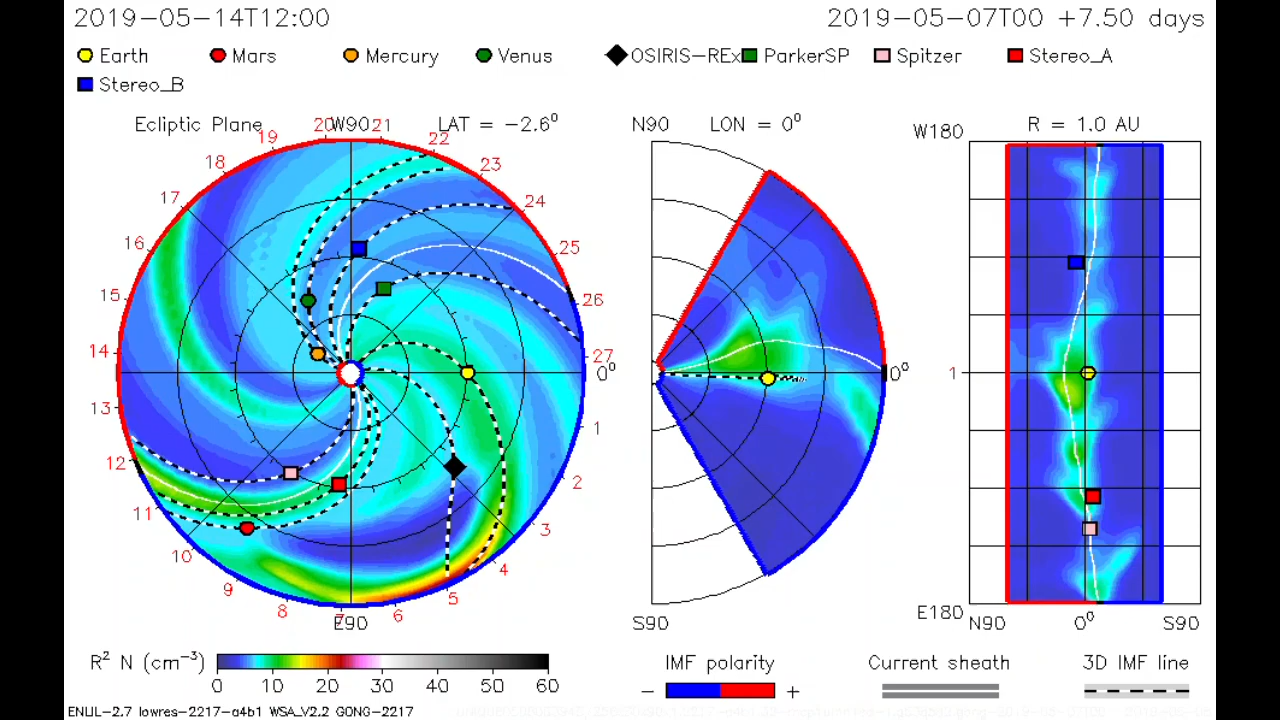 2019-05-14T12:00 2019-05-07T00 +7.50 days
Earth Mars Mercury Venus OSIRIS-REx ParkerSP Spitzer Stereo_A
Stereo_B
Ecliptic Plane W90 LAT = -2.6° N90 LON = 0° W180 R = 1.0 AU
20 21
19 22
18 23
17 24
16 25
15 26
14 27 0° 0° 1
13 1
12 2
11 3
10 4
9 5
8 6
7
E90 S90 E180 N90 0° S90
R² N (cm⁻³) IMF polarity Current sheath 3D IMF line
- +
0 10 20 30 40 50 60
ENLIL-2.7 lowres-2217-a4b1 WSA_V2.2 GONG-2217